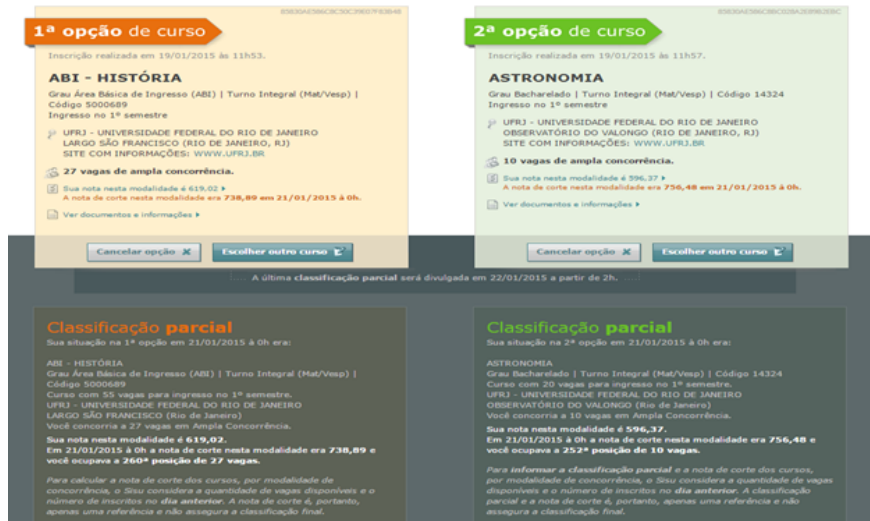 1ª opção de curso
Inscrição realizada em 19/01/2015 às 11h53.
ABI - HISTÓRIA
Grau Área Básica de Ingresso (ABI) | Turno Integral (Mat/Vesp) |
Código 5000689
Ingresso no 1º semestre
UFRJ - UNIVERSIDADE FEDERAL DO RIO DE JANEIRO
LARGO SÃO FRANCISCO (RIO DE JANEIRO, RJ)
SITE COM INFORMAÇÕES: WWW.UFRJ.BR
27 vagas de ampla concorrência.
Sua nota nesta modalidade é 619,02
A nota de corte nesta modalidade era 738,89 em 21/01/2015 à 0h.
Ver documentos e informações
Cancelar opção
Escolher outro curso
2ª opção de curso
Inscrição realizada em 19/01/2015 às 11h57.
ASTRONOMIA
Grau Bacharelado | Turno Integral (Mat/Vesp) | Código 14324
Ingresso no 1º semestre
UFRJ - UNIVERSIDADE FEDERAL DO RIO DE JANEIRO
OBSERVATÓRIO DO VALONGO (RIO DE JANEIRO, RJ)
SITE COM INFORMAÇÕES: WWW.UFRJ.BR
10 vagas de ampla concorrência.
Sua nota nesta modalidade é 596,37
A nota de corte nesta modalidade era 756,48 em 21/01/2015 à 0h.
Ver documentos e informações
Cancelar opção
Escolher outro curso
A última classificação parcial será divulgada em 22/01/2015 a partir de 2h.
Classificação parcial
Sua situação na 1ª opção em 21/01/2015 à 0h era:
ABI - HISTÓRIA
Grau Área Básica de Ingresso (ABI) | Turno Integral (Mat/Vesp) |
Código 5000689
Curso com 55 vagas para ingresso no 1º semestre.
UFRJ - UNIVERSIDADE FEDERAL DO RIO DE JANEIRO
LARGO SÃO FRANCISCO (Rio de Janeiro)
Você concorria a 27 vagas em Ampla Concorrência.
Sua nota nesta modalidade é 619,02.
Em 21/01/2015 à 0h a nota de corte nesta modalidade era 738,89 e
você ocupava a 260ª posição de 27 vagas.
Para calcular a nota de corte dos cursos, por modalidade de
concorrência, o Sisu considera a quantidade de vagas disponíveis e o
número de inscritos no dia anterior. A nota de corte é, portanto,
apenas uma referência e não assegura a classificação final.
Classificação parcial
Sua situação na 2ª opção em 21/01/2015 à 0h era:
ASTRONOMIA
Grau Bacharelado | Turno Integral (Mat/Vesp) | Código 14324
Curso com 20 vagas para ingresso no 1º semestre.
UFRJ - UNIVERSIDADE FEDERAL DO RIO DE JANEIRO
OBSERVATÓRIO DO VALONGO (Rio de Janeiro)
Você concorria a 10 vagas em Ampla Concorrência.
Sua nota nesta modalidade é 596,37.
Em 21/01/2015 à 0h a nota de corte nesta modalidade era 756,48 e
você ocupava a 252ª posição de 10 vagas.
Para informar a classificação parcial e a nota de corte dos cursos,
por modalidade de concorrência, o Sisu considera a quantidade de vagas
disponíveis e o número de inscritos no dia anterior. A classificação
parcial e a nota de corte são, portanto, apenas uma referência e não
assegura a classificação final.